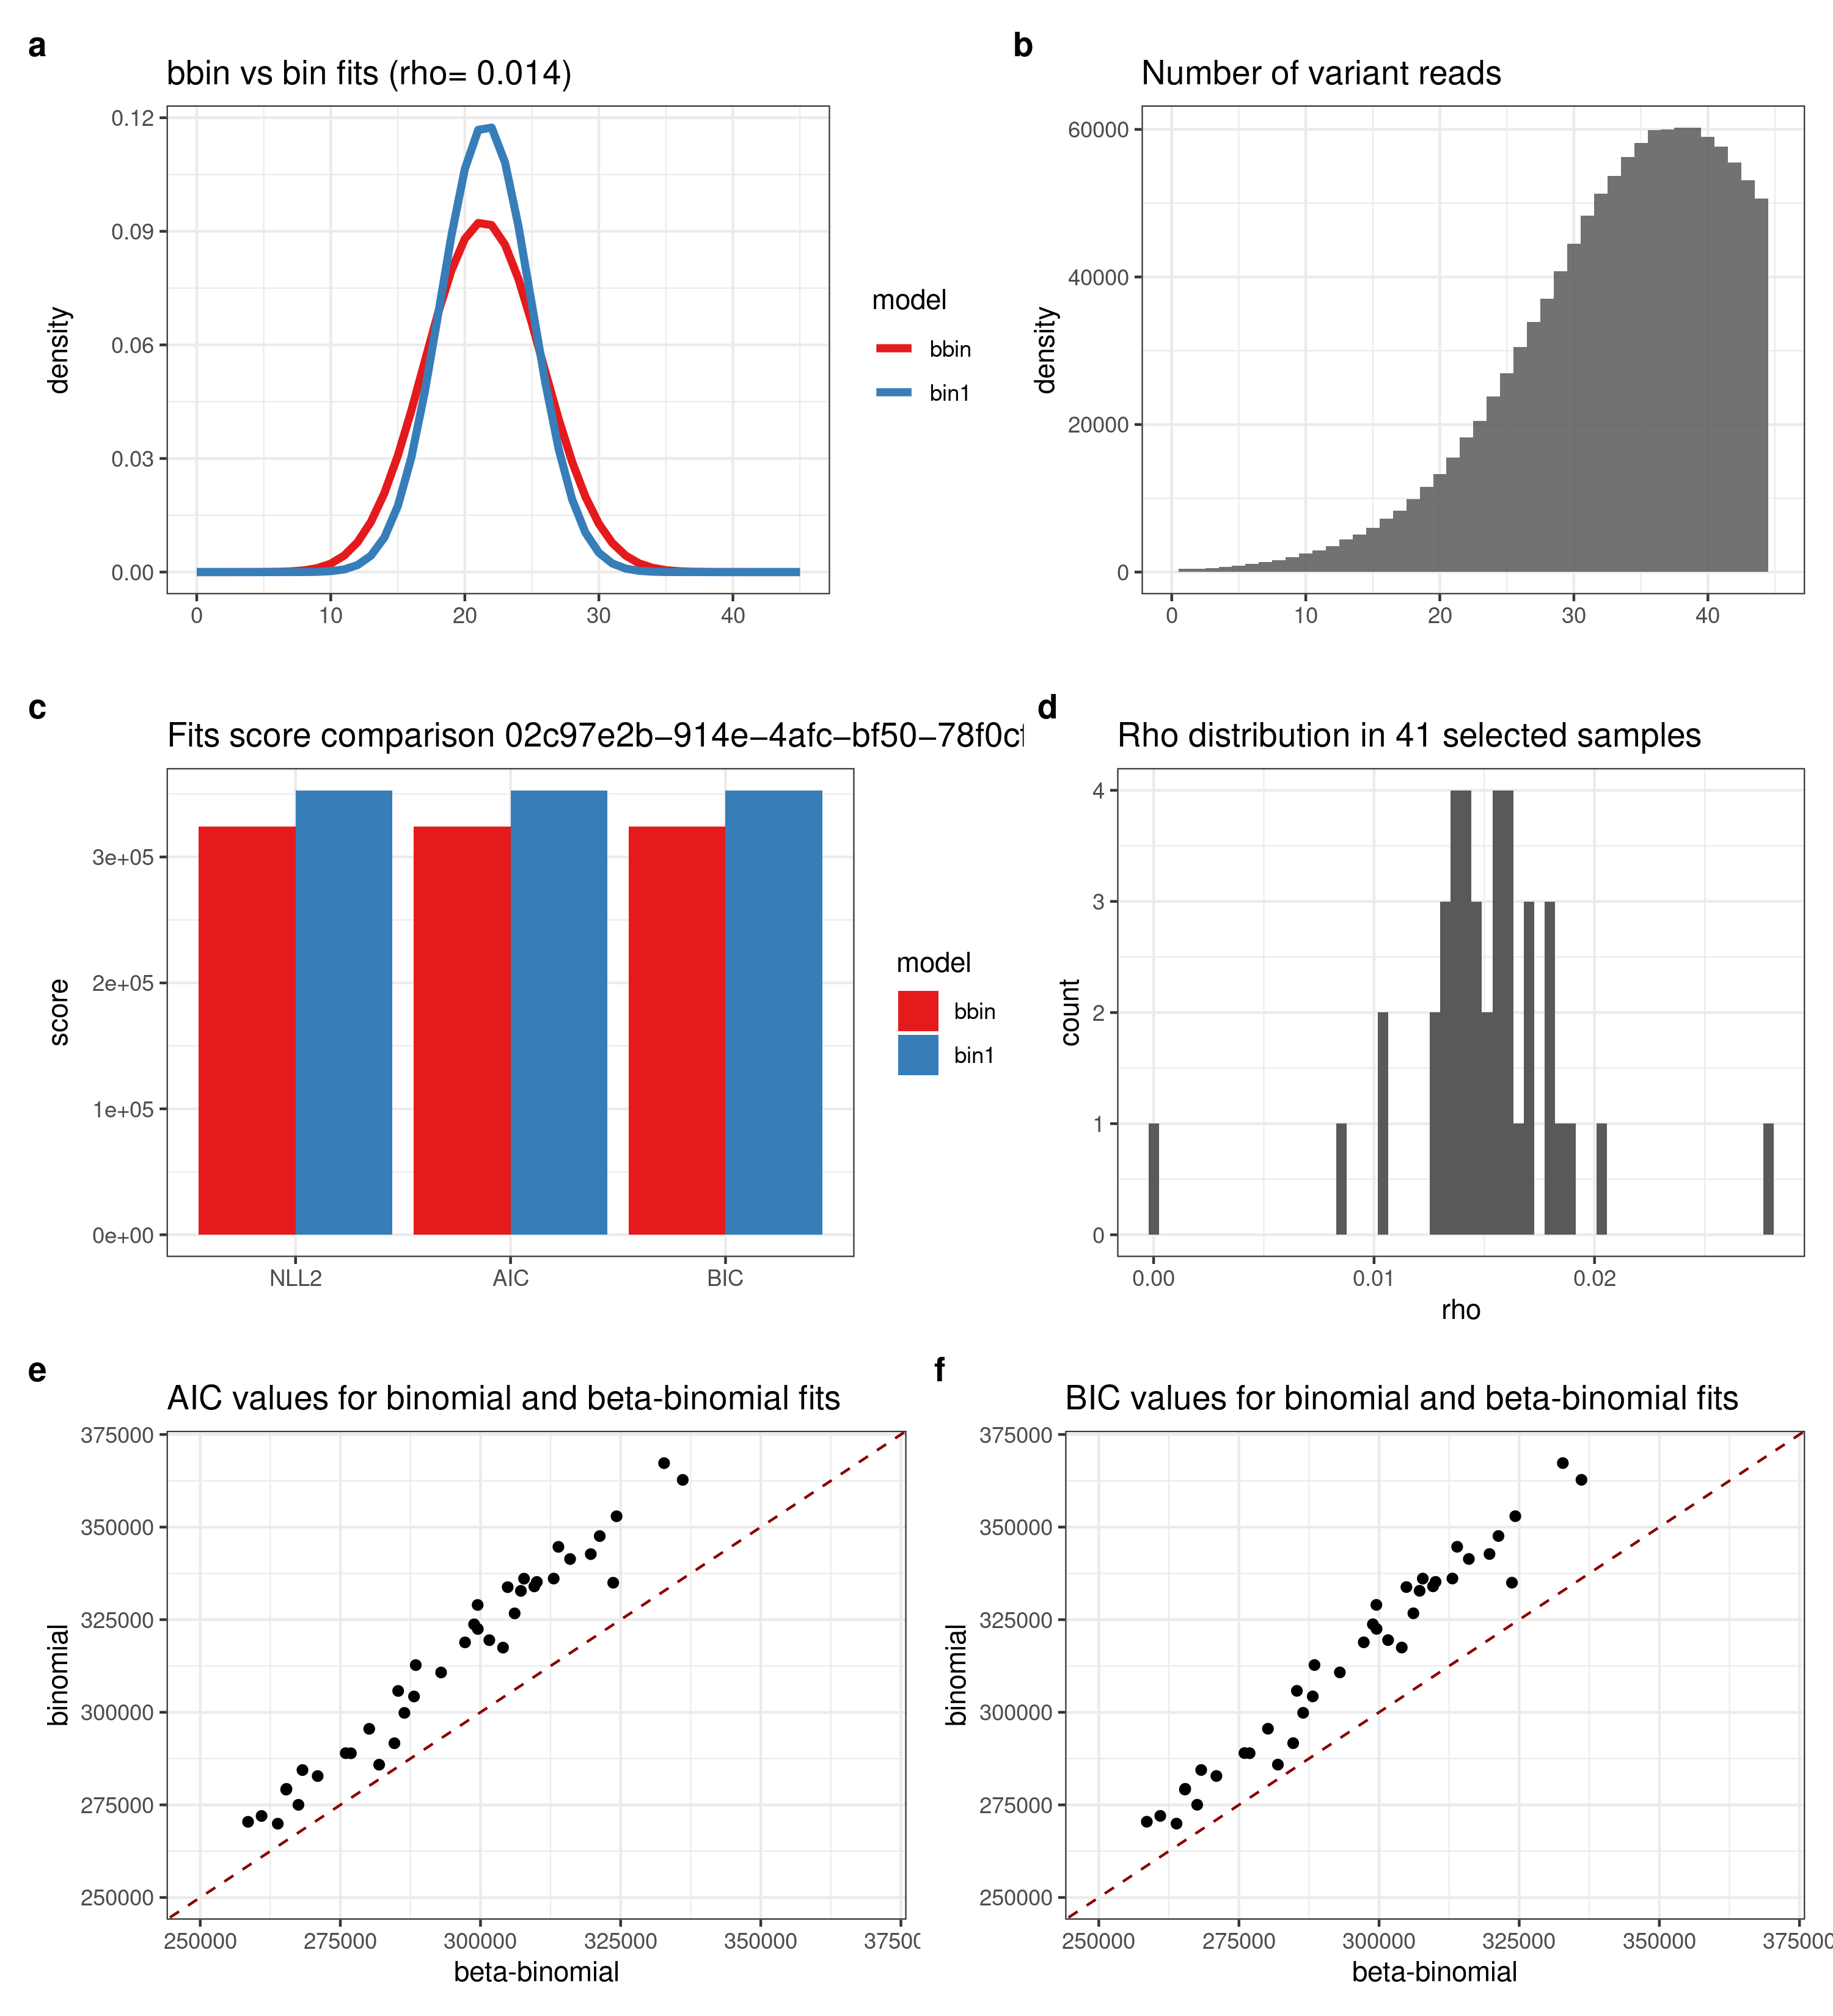 a
bbin vs bin fits (rho= 0.014)
density
0.12
0.09
0.06
0.03
0.00
0
10
20
30
40
model
bbin
bin1
b
Number of variant reads
density
60000
40000
20000
0
0
10
20
30
40
c
Fits score comparison 02c97e2b−914e−4afc−bf50−78f0cf
score
3e+05
2e+05
1e+05
0e+00
NLL2
AIC
BIC
model
bbin
bin1
d
Rho distribution in 41 selected samples
count
4
3
2
1
0
0.00
0.01
0.02
rho
e
AIC values for binomial and beta-binomial fits
binomial
375000
350000
325000
300000
275000
250000
250000
275000
300000
325000
350000
37500
beta-binomial
f
BIC values for binomial and beta-binomial fits
binomial
375000
350000
325000
300000
275000
250000
250000
275000
300000
325000
350000
375000
beta-binomial